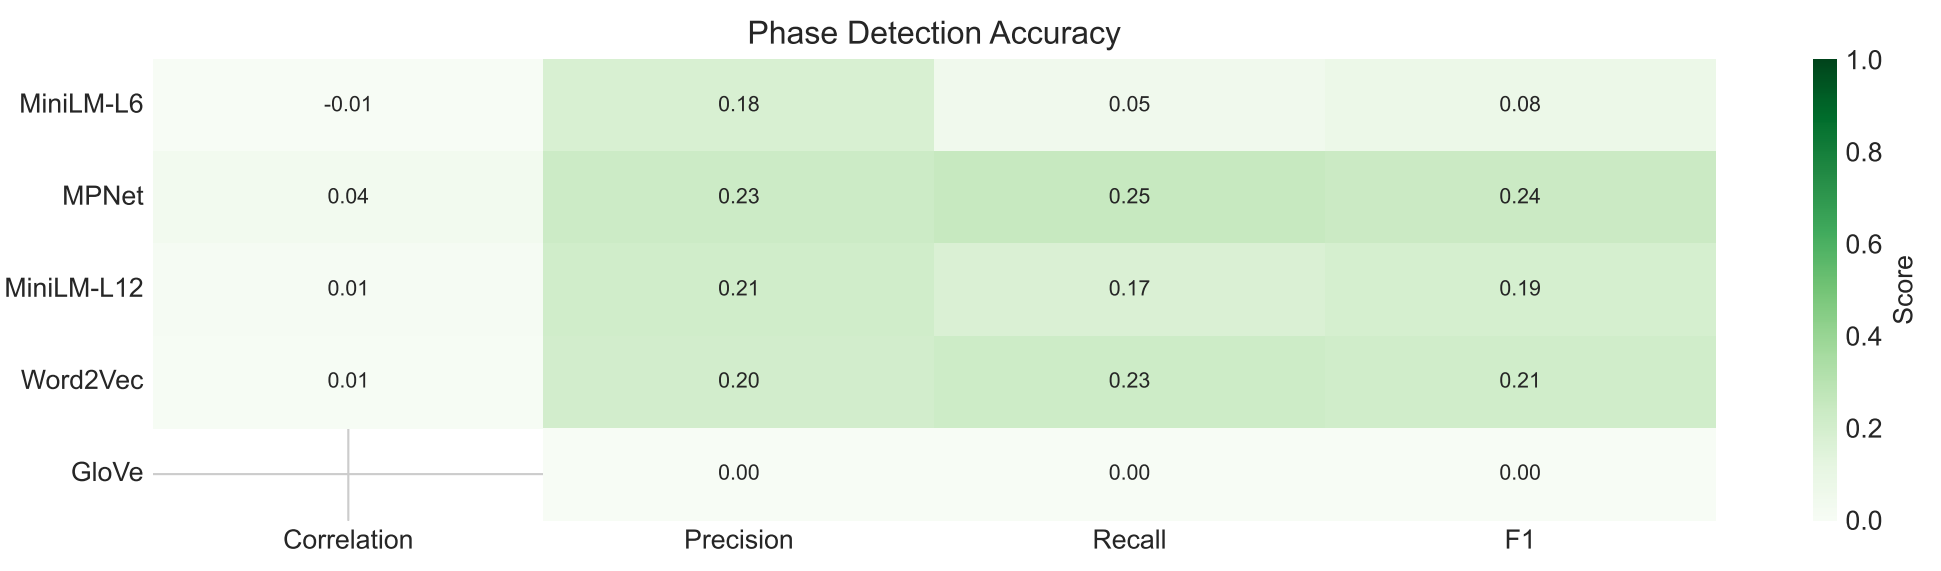 Phase Detection Accuracy
MiniLM-L6 -0.01 0.18 0.05 0.08
MPNet 0.04 0.23 0.25 0.24
MiniLM-L12 0.01 0.21 0.17 0.19
Word2Vec 0.01 0.20 0.23 0.21
GloVe 0.00 0.00 0.00
Correlation Precision Recall F1
1.0
0.8
0.6
0.4
0.2
0.0
Score